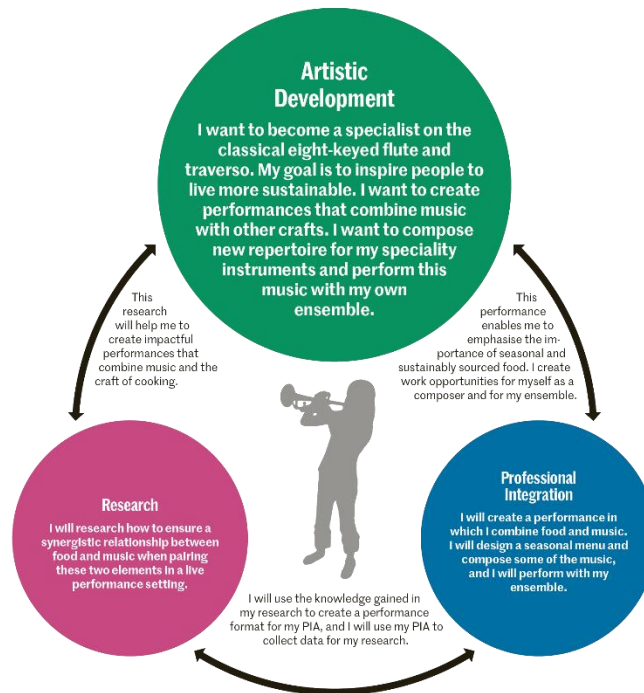 Artistic
Development
I want to become a specialist on the
classical eight-keyed flute and
traverso. My goal is to inspire people to
live more sustainable. I want to create
performances that combine music
with other crafts. I want to compose
new repertoire for my speciality
instruments and perform this
music with my own
ensemble.
This
research
will help me to
create impactful
performances that
combine music and the
craft of cooking.
This
performance
enables me to
emphasise the im-
portance of seasonal and
sustainably sourced food. I create
work opportunities for myself as a
composer and for my ensemble.
Research
I will research how to ensure a
synergistic relationship between
food and music when pairing
these two elements in a live
performance setting.
Professional
Integration
I will create a performance in
which I combine food and music.
I will design a seasonal menu and
compose some of the music,
and I will perform with my
ensemble.
I will use the knowledge gained in
my research to create a performance
format for my PIA, and I will use my PIA to
collect data for my research.